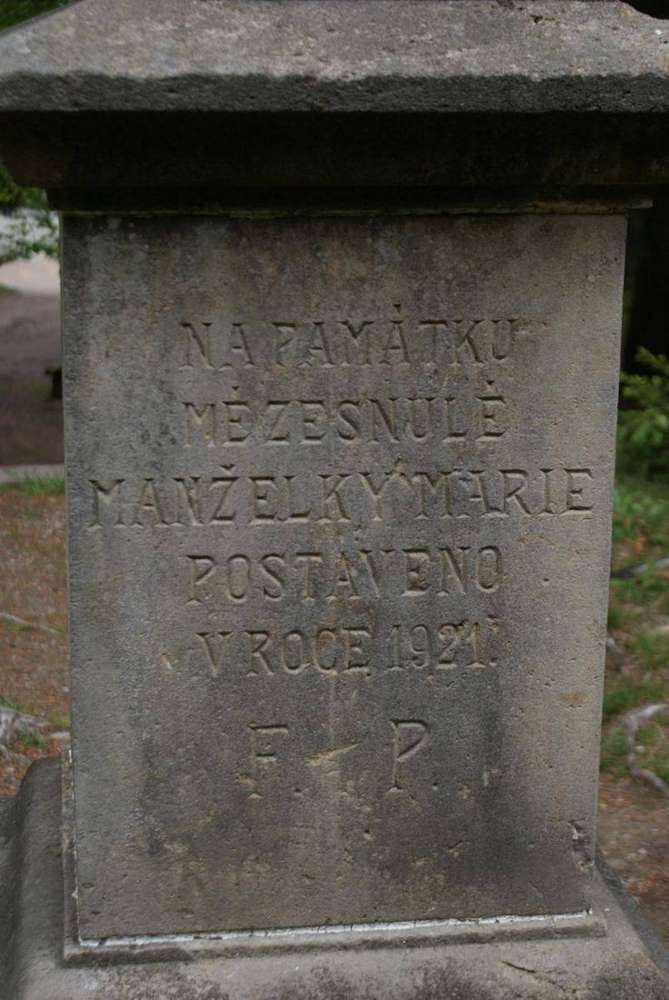 NA PAMÁTKU
MÉ ZESNULÉ
MANŽELKY MARIE
POSTAVENO
V ROCE 1921.
F. P.